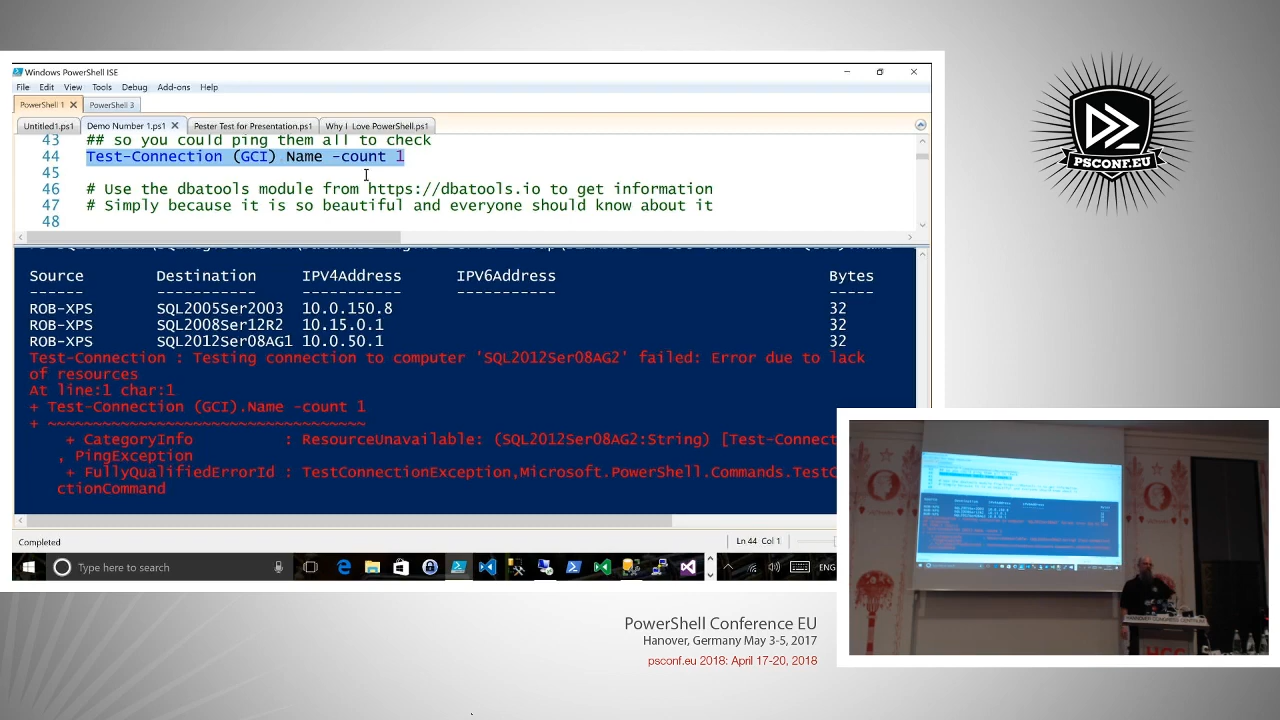 Windows PowerShell ISE
File Edit View Tools Debug Add-ons Help
PowerShell 1 PowerShell 3
Untitled1.ps1 Demo Number 1.ps1 Pester Test for Presentation.ps1 Why I Love PowerShell.ps1
43 ## so you could ping them all to check
44 Test-Connection (GCI) Name -count 1
45
46 # Use the dbatools module from https://dbatools.io to get information
47 # Simply because it is so beautiful and everyone should know about it
48
Source Destination IPV4Address IPV6Address Bytes
------ ----------- ----------- ----------- -----
ROB-XPS SQL2005Ser2003 10.0.150.8 32
ROB-XPS SQL2008Ser12R2 10.15.0.1 32
ROB-XPS SQL2012Ser08AG1 10.0.50.1 32
Test-Connection : Testing connection to computer 'SQL2012Ser08AG2' failed: Error due to lack
of resources
At line:1 char:1
+ Test-Connection (GCI).Name -count 1
+ ~~~~~~~~~~~~~~~~~~~~~~~~~~~~~~~~~~~
+ CategoryInfo : ResourceUnavailable: (SQL2012Ser08AG2:String) [Test-Connect
, PingException
+ FullyQualifiedErrorId : TestConnectionException,Microsoft.PowerShell.Commands.TestC
ctionCommand
Completed Ln 44 Col 1
Type here to search ENG
PSCONF.EU
PowerShell Conference EU
Hanover, Germany May 3-5, 2017
psconf.eu 2018: April 17-20, 2018
HANNOVER CONGRESS CENTRUM
HCC